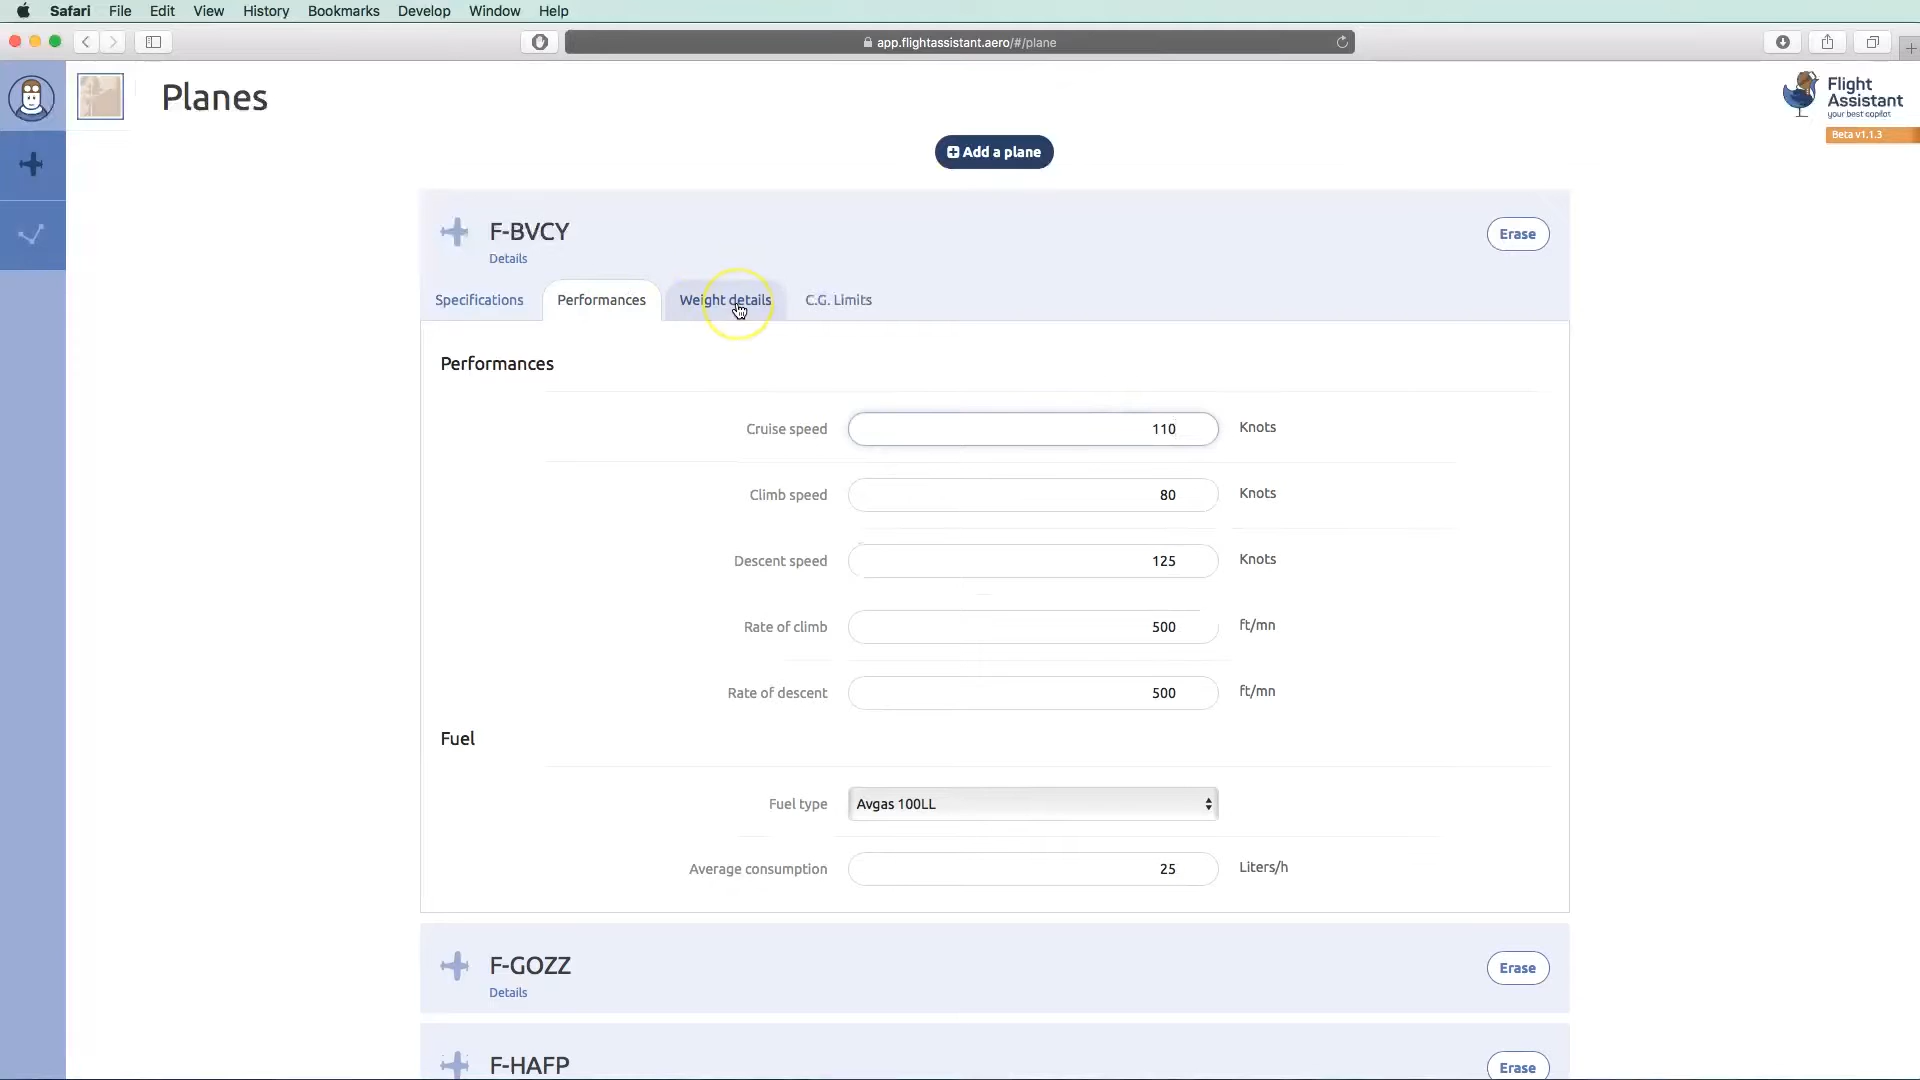 Safari File Edit View History Bookmarks Develop Window Help
app.flightassistant.aero/#/plane
Planes
Flight
Assistant
your best copilot
Beta v1.1.3
Add a plane
F-BVCY
Details
Erase
Specifications Performances Weight details C.G. Limits
Performances
Cruise speed 110 Knots
Climb speed 80 Knots
Descent speed 125 Knots
Rate of climb 500 ft/mn
Rate of descent 500 ft/mn
Fuel
Fuel type Avgas 100LL
Average consumption 25 Liters/h
F-GOZZ
Details
Erase
F-HAFP
Erase